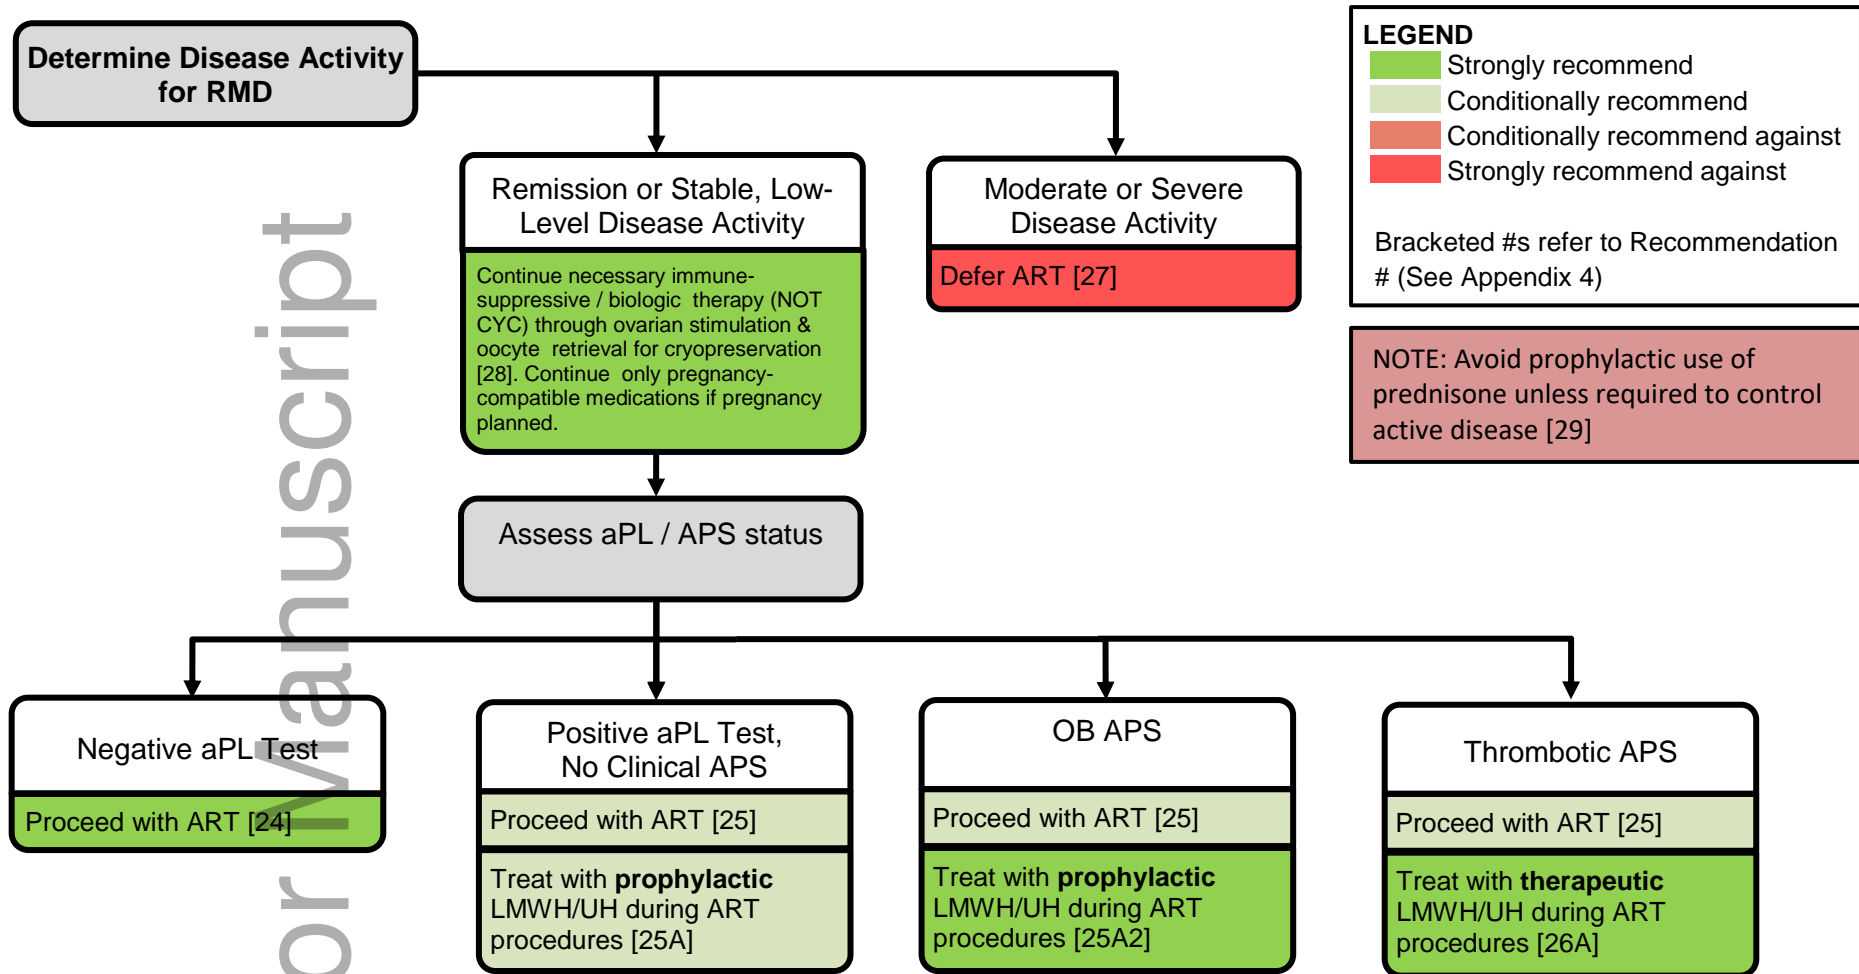 Determine Disease Activity
for RMD
LEGEND
Strongly recommend
Conditionally recommend
Conditionally recommend against
Strongly recommend against
Bracketed #s refer to Recommendation
# (See Appendix 4)
Remission or Stable, Low-
Level Disease Activity
Continue necessary immune-
suppressive / biologic therapy (NOT
CYC) through ovarian stimulation &
oocyte retrieval for cryopreservation
[28]. Continue only pregnancy-
compatible medications if pregnancy
planned.
Moderate or Severe
Disease Activity
Defer ART [27]
NOTE: Avoid prophylactic use of
prednisone unless required to control
active disease [29]
Assess aPL / APS status
Negative aPL Test
Proceed with ART [24]
Positive aPL Test,
No Clinical APS
Proceed with ART [25]
Treat with prophylactic
LMWH/UH during ART
procedures [25A]
OB APS
Proceed with ART [25]
Treat with prophylactic
LMWH/UH during ART
procedures [25A2]
Thrombotic APS
Proceed with ART [25]
Treat with therapeutic
LMWH/UH during ART
procedures [26A]
or Manuscript